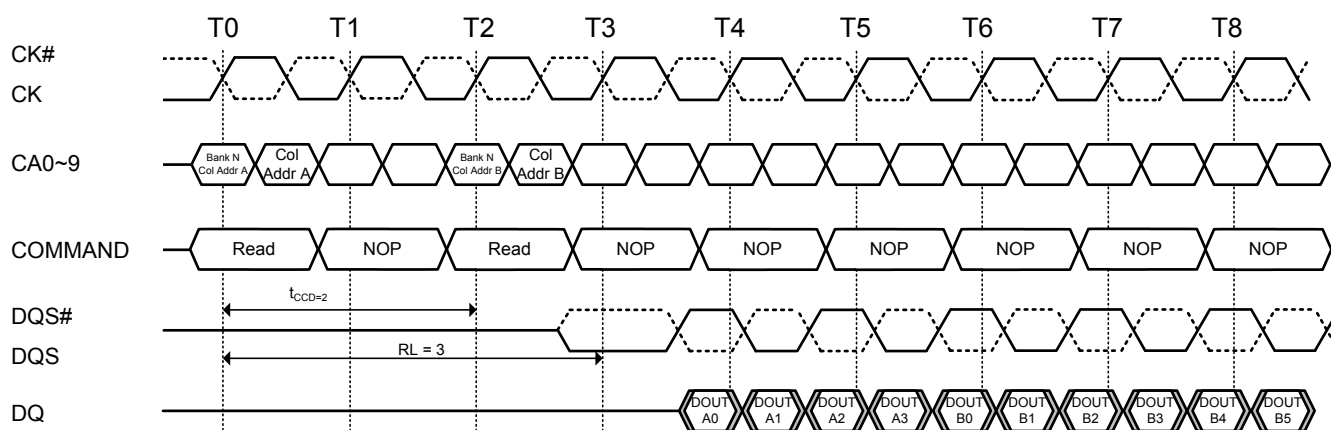 T0 T1 T2 T3 T4 T5 T6 T7 T8
CK#
CK
CA0~9
Bank N
Col Addr A
Col
Addr A
Bank N
Col Addr B
Col
Addr B
COMMAND
Read NOP Read NOP NOP NOP NOP NOP NOP
tCCD=2
DQS#
DQS
RL = 3
DQ
DOUT A0
DOUT A1
DOUT A2
DOUT A3
DOUT B0
DOUT B1
DOUT B2
DOUT B3
DOUT B4
DOUT B5